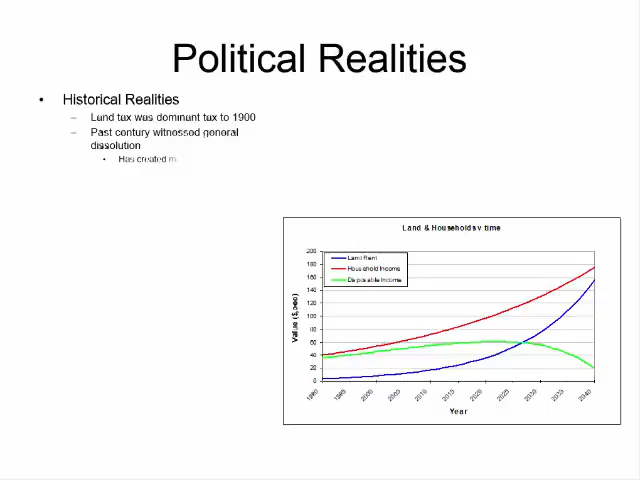 Political Realities
• Historical Realities
– Land tax was dominant tax to 1900
– Past century witnessed general
dissolution
• Has created m
Land & Households v time
200
180
160
140
120
100
80
60
40
20
0
Land Rent
Household Income
Disposable Income
Value ($,pec)
1990
1995
2000
2005
2010
2015
2020
2025
2030
2035
2040
Year